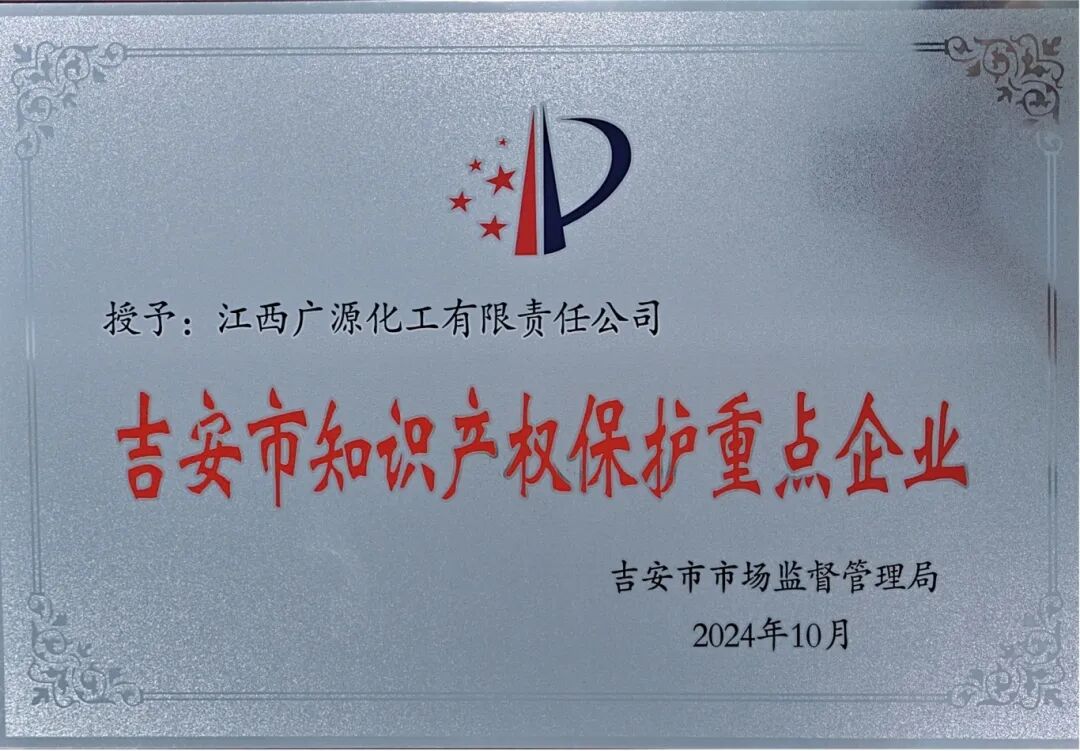 授予：江西广源化工有限责任公司
吉安市知识产权保护重点企业
吉安市市场监督管理局
2024年10月